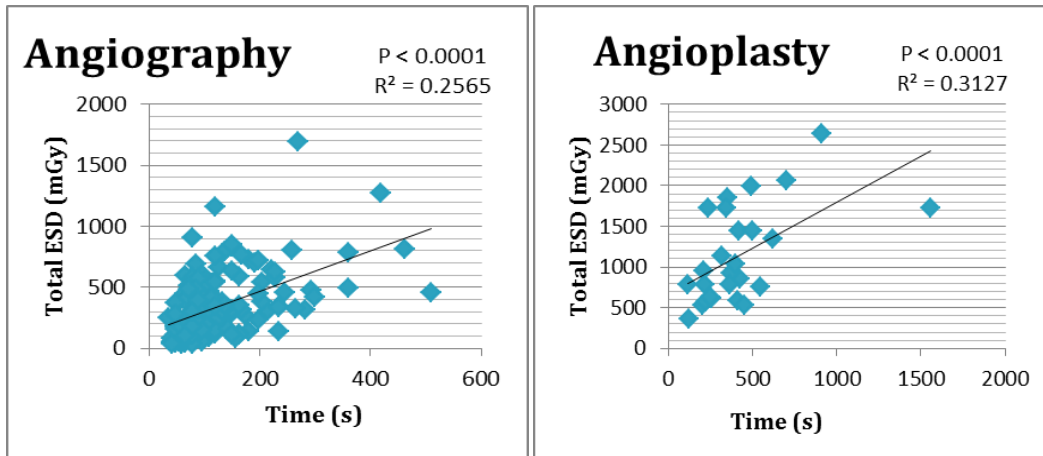 Angiography
P < 0.0001
R² = 0.2565
Total ESD (mGy)
2000
1500
1000
500
0
0 200 400 600
Time (s)
Angioplasty
P < 0.0001
R² = 0.3127
Total ESD (mGy)
3000
2500
2000
1500
1000
500
0
0 500 1000 1500 2000
Time (s)